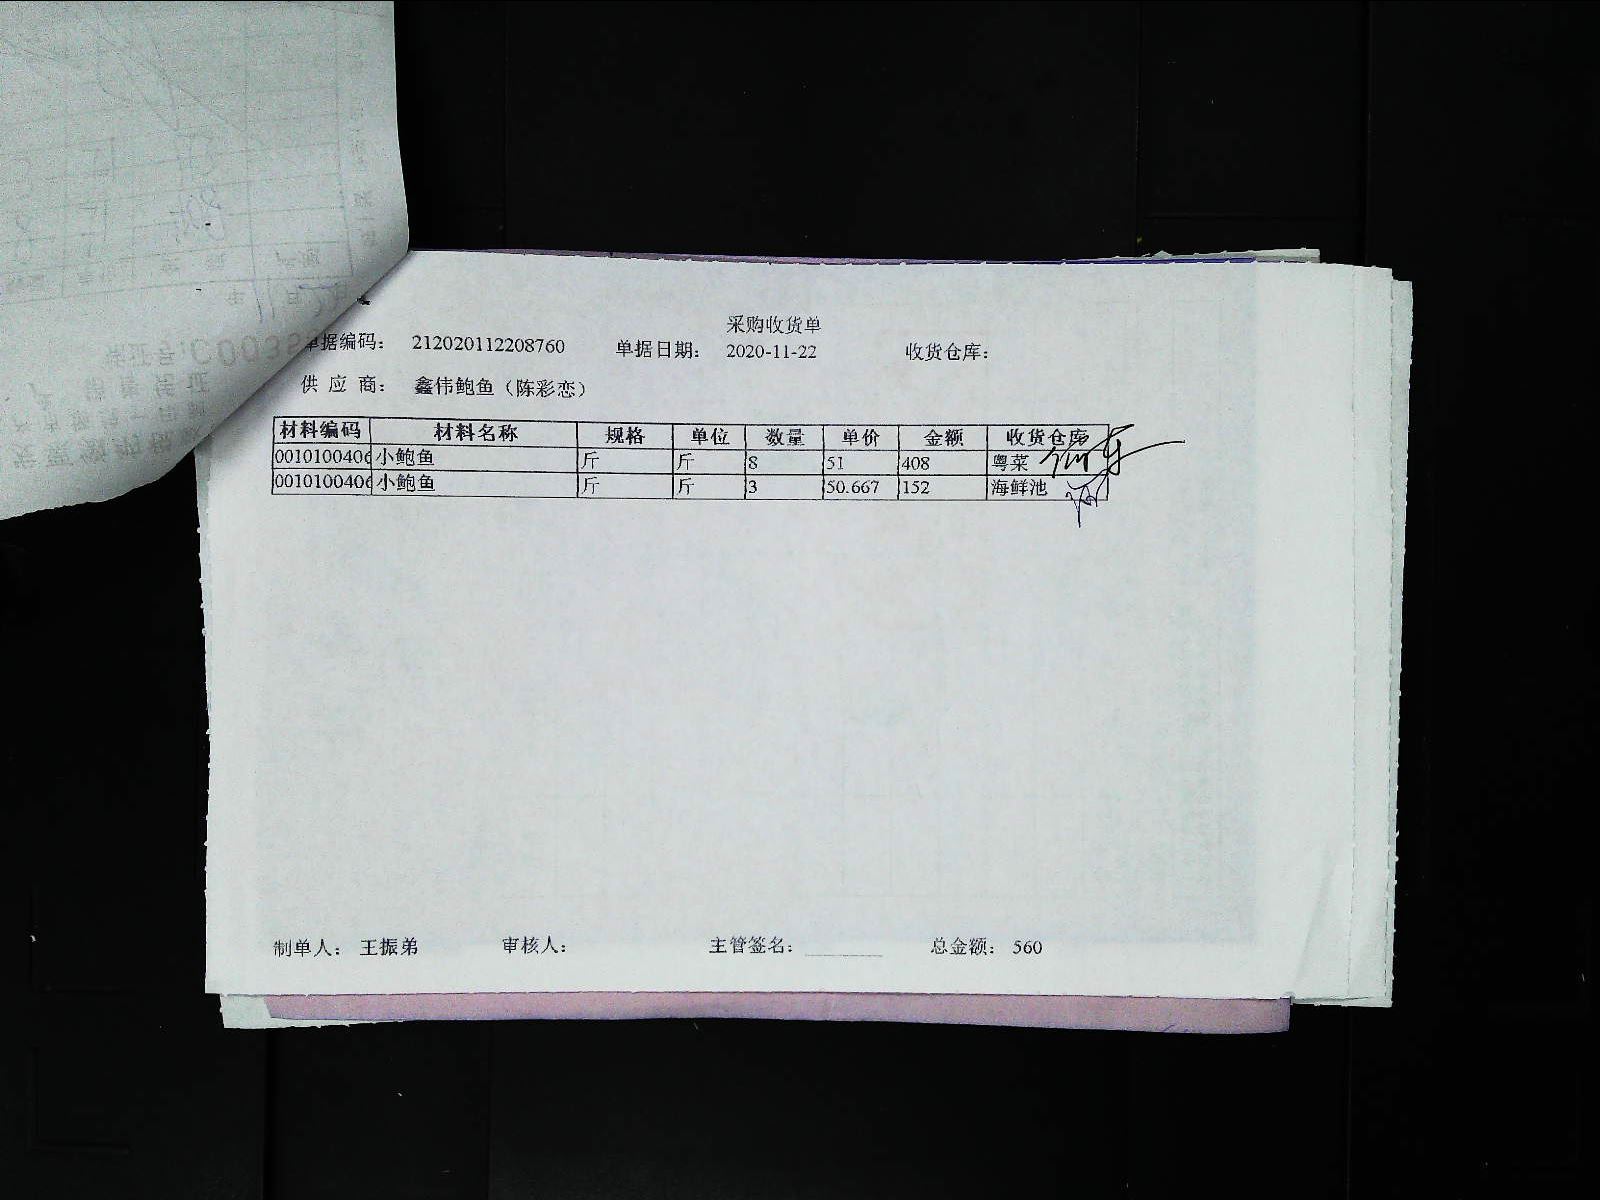 采购收货单
单据编码： 212020112208760 单据日期： 2020-11-22 收货仓库：
供 应 商： 鑫伟鲍鱼（陈彩恋）
材料编码 材料名称 规格 单位 数量 单价 金额 收货仓库
0010100406 小鲍鱼 斤 斤 8 51 408 粤菜
0010100406 小鲍鱼 斤 斤 3 50.667 152 海鲜池
制单人： 王振弟 审核人： 主管签名： 总金额： 560